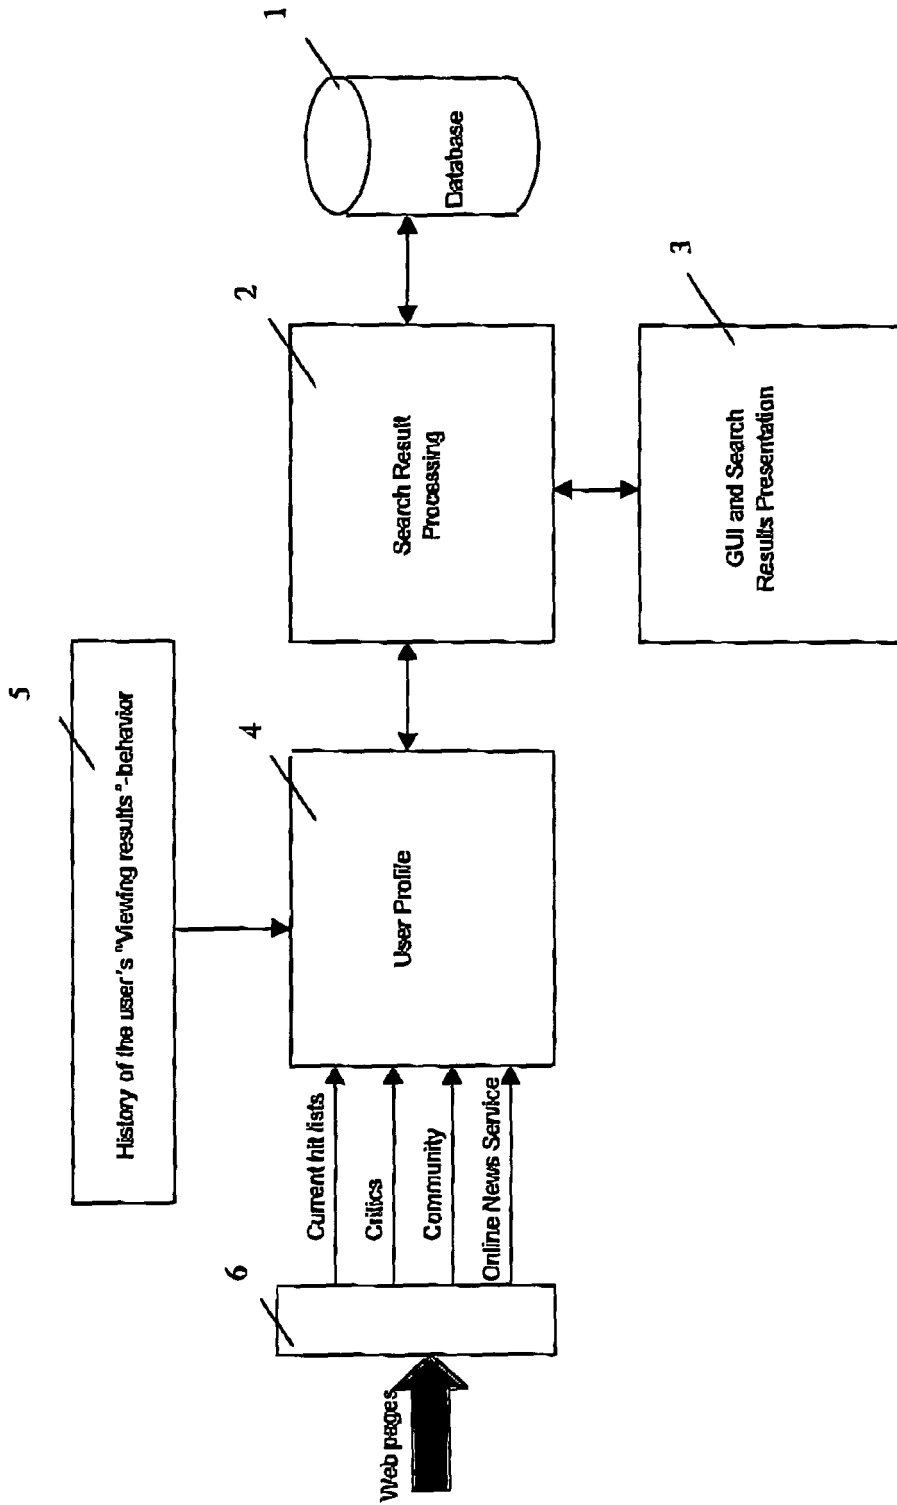 5
History of the user's "Viewing results"-behavior
6
4
2
1
Web pages
Current hit lists
Critics
Community
Online News Service
User Profile
Search Result
Processing
Database
3
GUI and Search
Results Presentation